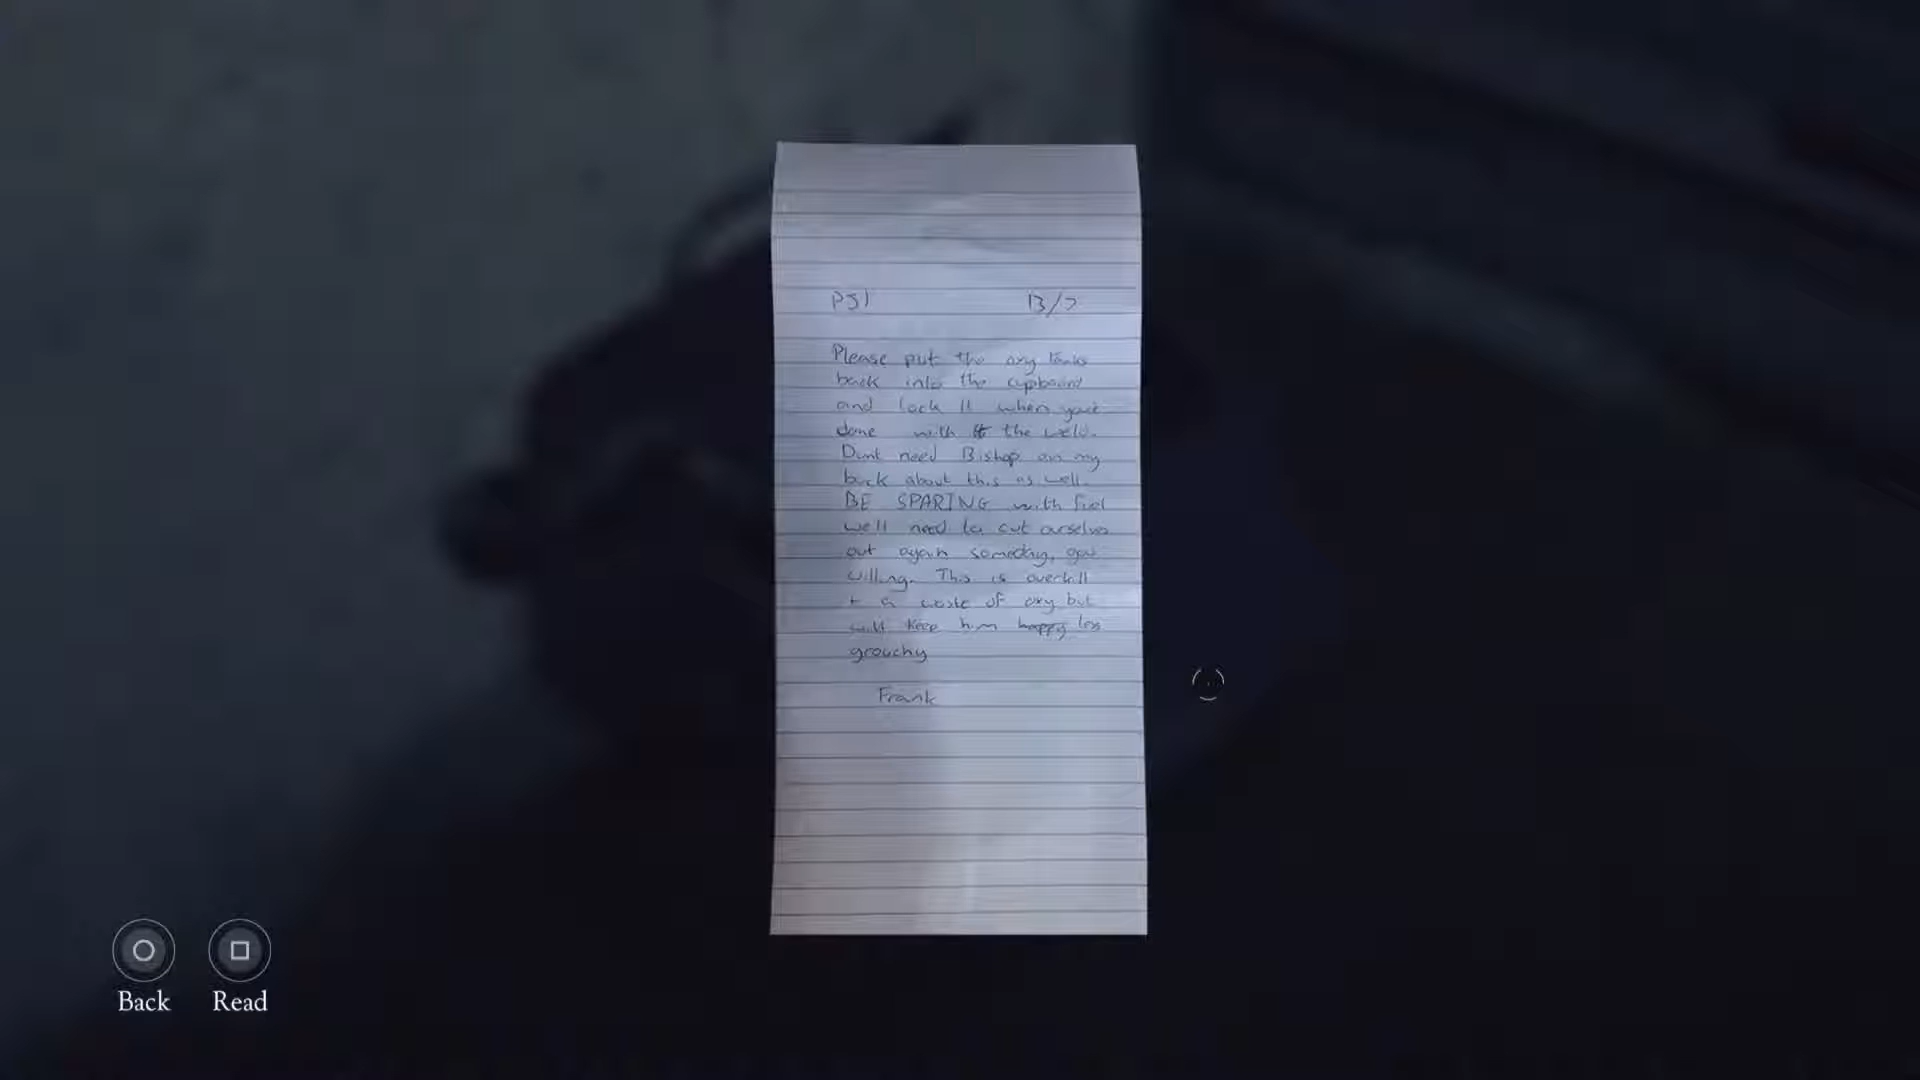 PSI 13/2
Please put the oxy tanks
back into the cupboard
and lock it when you're
done with the weld.
Dont need Bishop on my
back about this as well.
BE SPARING with fuel
we'll need to cut ourselves
out again someday, god
willing. This is overkill
+ a waste of oxy but
will keep him happy less
grouchy
Frank
Back Read